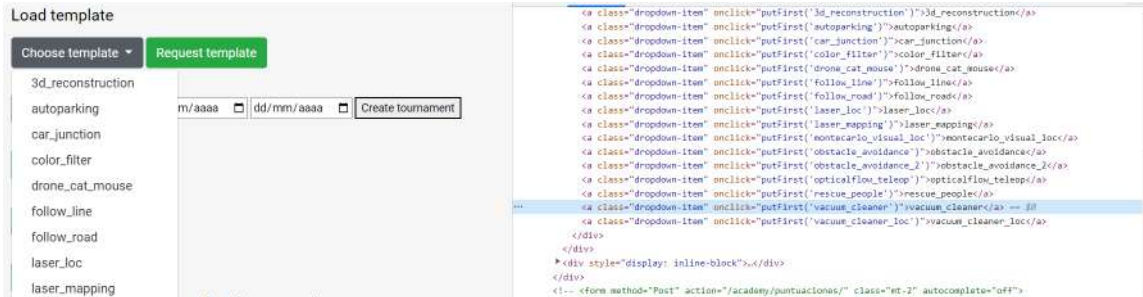 Load template
Choose template
Request template
3d_reconstruction
autoparking
car_junction
color_filter
drone_cat_mouse
follow_line
follow_road
laser_loc
laser_mapping
m/aaaa
dd/mm/aaaa
Create tournament
<a class="dropdown-item" onclick="putFirst('3d_reconstruction')">3d_reconstruction</a>
<a class="dropdown-item" onclick="putFirst('autoparking')">autoparking</a>
<a class="dropdown-item" onclick="putFirst('car_junction')">car_junction</a>
<a class="dropdown-item" onclick="putFirst('color_filter')">color_filter</a>
<a class="dropdown-item" onclick="putFirst('drone_cat_mouse')">drone_cat_mouse</a>
<a class="dropdown-item" onclick="putFirst('follow_line')">follow_line</a>
<a class="dropdown-item" onclick="putFirst('follow_road')">follow_road</a>
<a class="dropdown-item" onclick="putFirst('laser_loc')">laser_loc</a>
<a class="dropdown-item" onclick="putFirst('laser_mapping')">laser_mapping</a>
<a class="dropdown-item" onclick="putFirst('montecarlo_visual_loc')">montecarlo_visual_loc</a>
<a class="dropdown-item" onclick="putFirst('obstacle_avoidance')">obstacle_avoidance</a>
<a class="dropdown-item" onclick="putFirst('obstacle_avoidance_2')">obstacle_avoidance_2</a>
<a class="dropdown-item" onclick="putFirst('opticalflow_teleop')">opticalflow_teleop</a>
<a class="dropdown-item" onclick="putFirst('rescue_people')">rescue_people</a>
... <a class="dropdown-item" onclick="putFirst('vacuum_cleaner')">vacuum_cleaner</a> == $0
<a class="dropdown-item" onclick="putFirst('vacuum_cleaner_loc')">vacuum_cleaner_loc</a>
</div>
</div>
<div style="display: inline-block">…</div>
</div>
<!-- <form method="Post" action="/academy/puntuaciones/" class="mt-2" autocomplete="off">